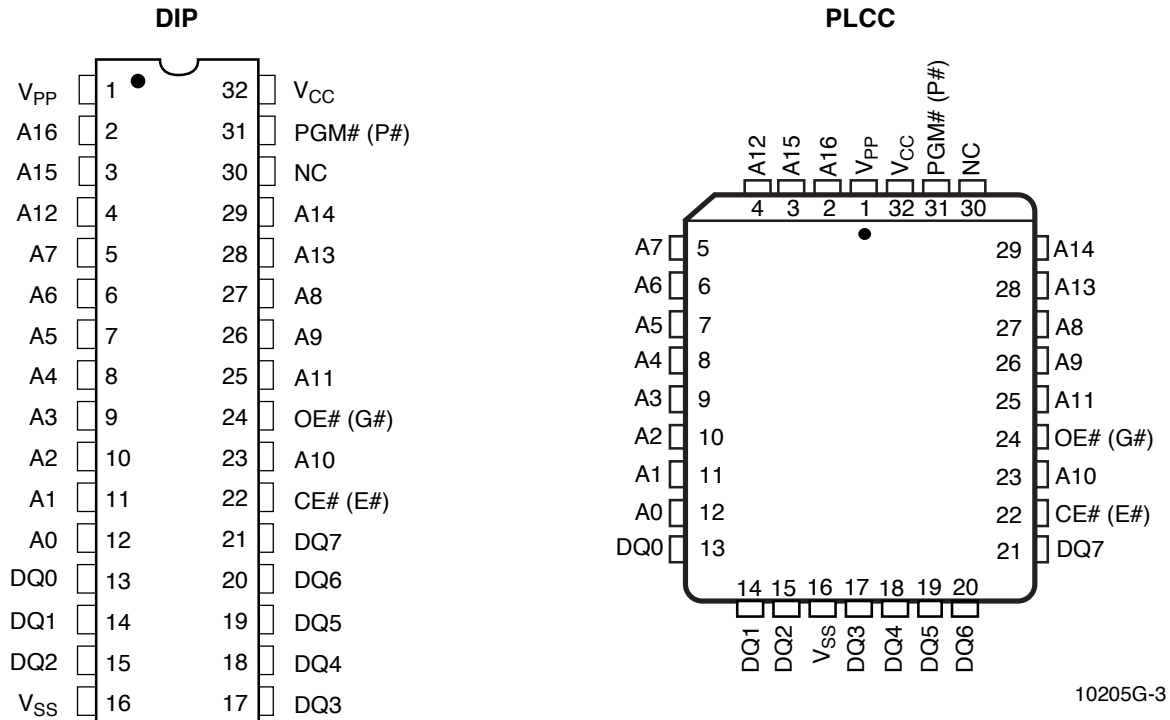 DIP
V_PP 1 32 V_CC
A16 2 31 PGM# (P#)
A15 3 30 NC
A12 4 29 A14
A7 5 28 A13
A6 6 27 A8
A5 7 26 A9
A4 8 25 A11
A3 9 24 OE# (G#)
A2 10 23 A10
A1 11 22 CE# (E#)
A0 12 21 DQ7
DQ0 13 20 DQ6
DQ1 14 19 DQ5
DQ2 15 18 DQ4
V_SS 16 17 DQ3
PLCC
A12 A15 A16 V_PP V_CC PGM# (P#) NC
4 3 2 1 32 31 30
A7 5 29 A14
A6 6 28 A13
A5 7 27 A8
A4 8 26 A9
A3 9 25 A11
A2 10 24 OE# (G#)
A1 11 23 A10
A0 12 22 CE# (E#)
DQ0 13 21 DQ7
14 15 16 17 18 19 20
DQ1 DQ2 V_SS DQ3 DQ4 DQ5 DQ6
10205G-3